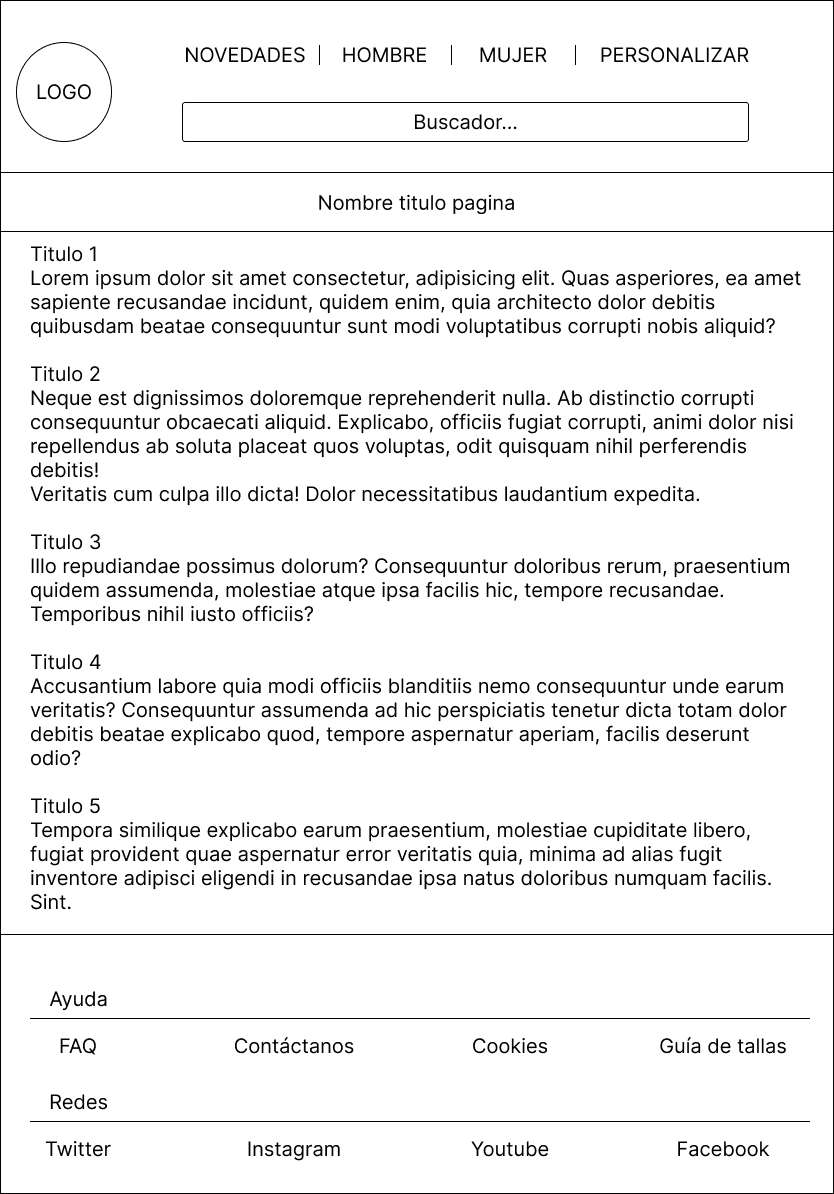 NOVEDADES | HOMBRE | MUJER | PERSONALIZAR
LOGO
Buscador...
Nombre titulo pagina
Titulo 1
Lorem ipsum dolor sit amet consectetur, adipisicing elit. Quas asperiores, ea amet
sapiente recusandae incidunt, quidem enim, quia architecto dolor debitis
quibusdam beatae consequuntur sunt modi voluptatibus corrupti nobis aliquid?
Titulo 2
Neque est dignissimos doloremque reprehenderit nulla. Ab distinctio corrupti
consequuntur obcaecati aliquid. Explicabo, officiis fugiat corrupti, animi dolor nisi
repellendus ab soluta placeat quos voluptas, odit quisquam nihil perferendis
debitis!
Veritatis cum culpa illo dicta! Dolor necessitatibus laudantium expedita.
Titulo 3
Illo repudiandae possimus dolorum? Consequuntur doloribus rerum, praesentium
quidem assumenda, molestiae atque ipsa facilis hic, tempore recusandae.
Temporibus nihil iusto officiis?
Titulo 4
Accusantium labore quia modi officiis blanditiis nemo consequuntur unde earum
veritatis? Consequuntur assumenda ad hic perspiciatis tenetur dicta totam dolor
debitis beatae explicabo quod, tempore aspernatur aperiam, facilis deserunt
odio?
Titulo 5
Tempora similique explicabo earum praesentium, molestiae cupiditate libero,
fugiat provident quae aspernatur error veritatis quia, minima ad alias fugit
inventore adipisci eligendi in recusandae ipsa natus doloribus numquam facilis.
Sint.
Ayuda
FAQ Contáctanos Cookies Guía de tallas
Redes
Twitter Instagram Youtube Facebook